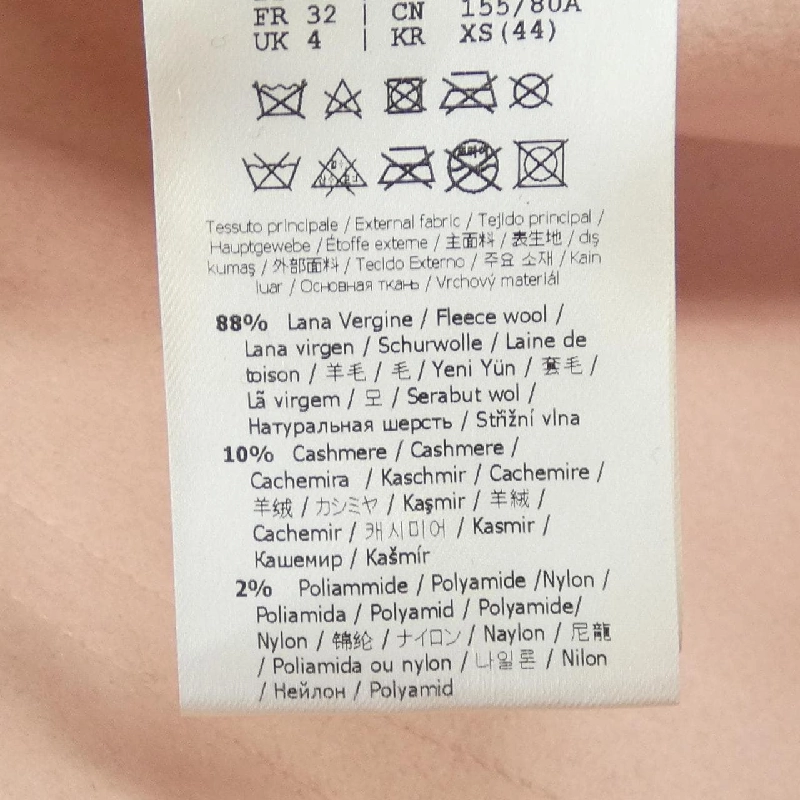 FR 32 | CN 155/80A
UK 4 | KR XS(44)
드라이
Tessuto principale / External fabric / Tejido principal /
Hauptgewebe / Étoffe externe / 主面料 / 表生地 / dış
kumaş / 外部面料 / Tecido Externo / 주요 소재 / Kain
luar / Основная ткань / Vrchový materiál
88% Lana Vergine / Fleece wool /
Lana virgen / Schurwolle / Laine de
toison / 羊毛 / 毛 / Yeni Yün / 套毛 /
Lã virgem / 모 / Serabut wol /
Натуральная шерсть / Střižní vlna
10% Cashmere / Cashmere /
Cachemira / Kaschmir / Cachemire /
羊绒 / カシミヤ / Kaşmir / 羊絨 /
Cachemir / 캐시미어 / Kasmir /
Кашемир / Kašmír
2% Poliammide / Polyamide /Nylon /
Poliamida / Polyamid / Polyamide/
Nylon / 锦纶 / ナイロン / Naylon / 尼龍
/ Poliamida ou nylon / 나일론 / Nilon
/ Нейлон / Polyamid